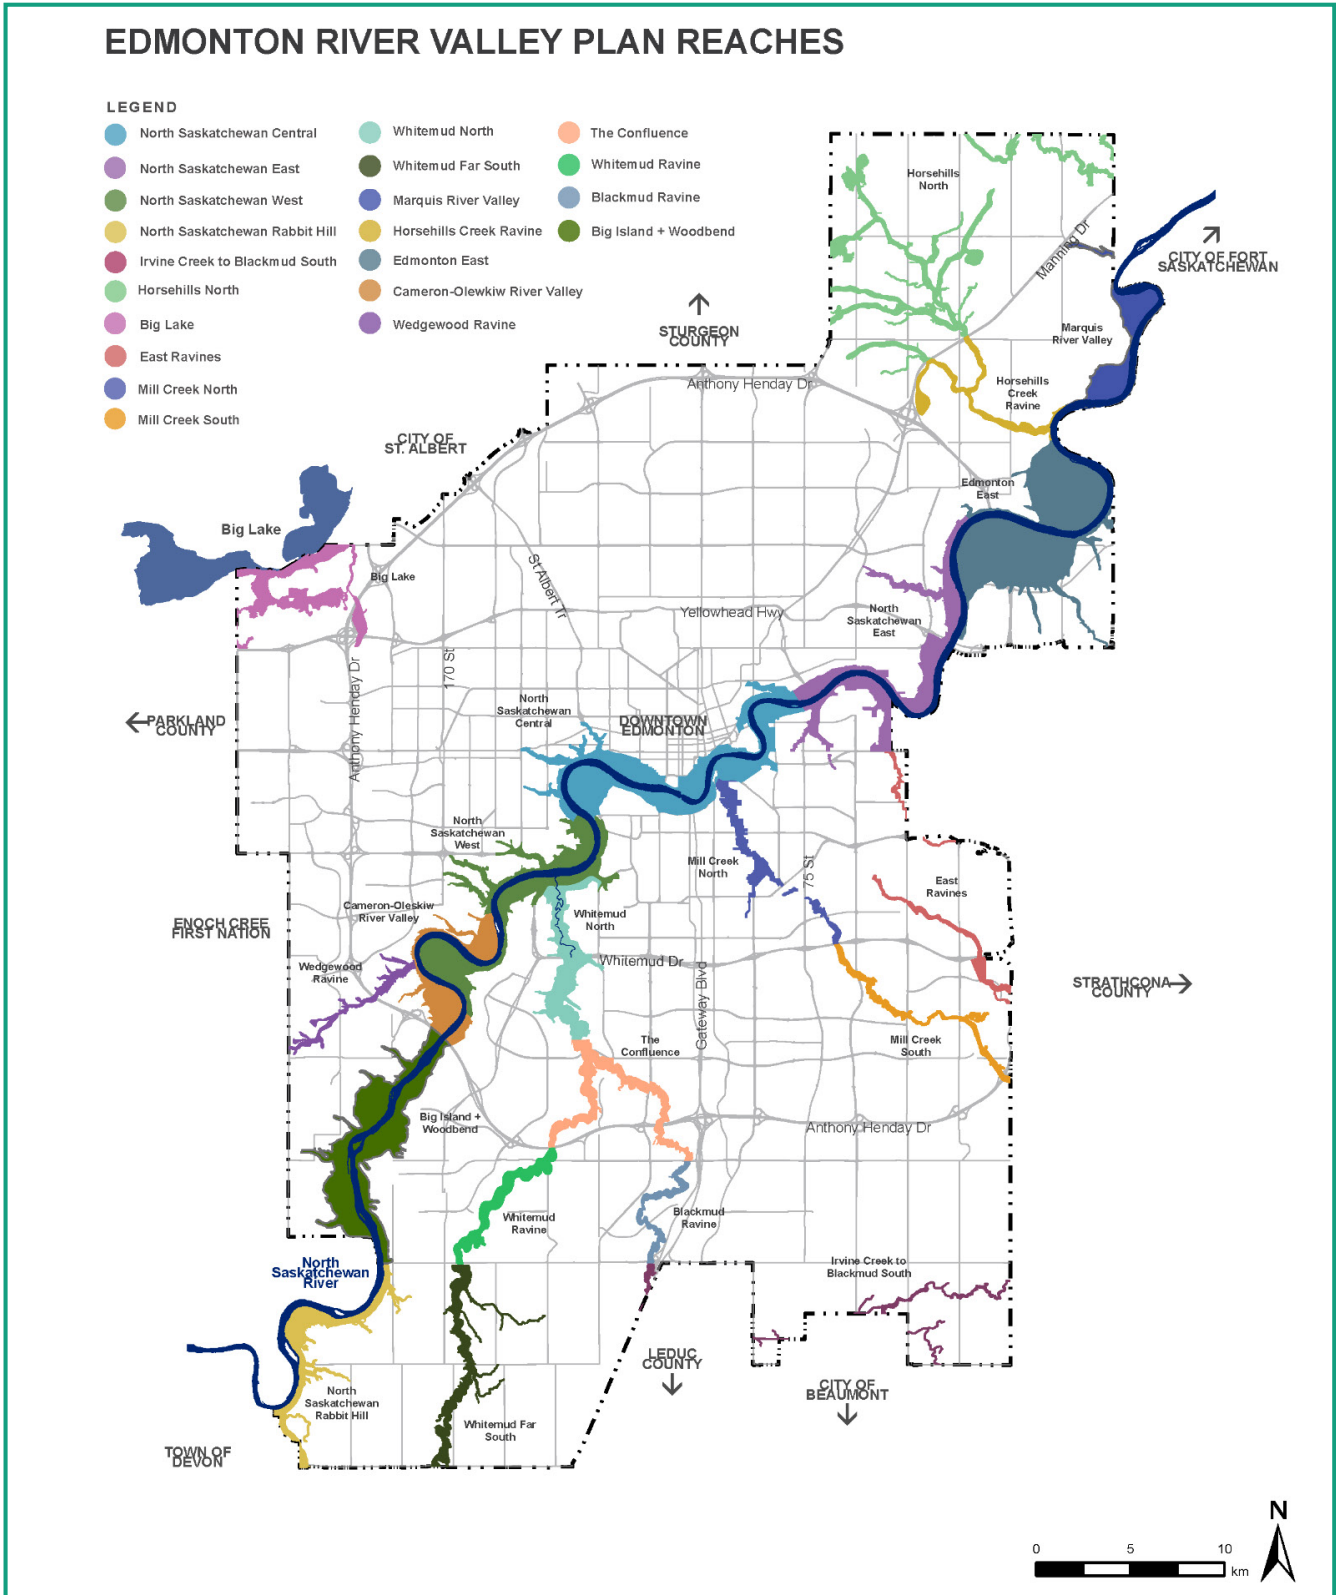 EDMONTON RIVER VALLEY PLAN REACHES
LEGEND
North Saskatchewan Central
North Saskatchewan East
North Saskatchewan West
North Saskatchewan Rabbit Hill
Irvine Creek to Blackmud South
Horsehills North
Big Lake
East Ravines
Mill Creek North
Mill Creek South
Whitemud North
Whitemud Far South
Marquis River Valley
Horsehills Creek Ravine
Edmonton East
Cameron-Olewkiw River Valley
Wedgewood Ravine
The Confluence
Whitemud Ravine
Blackmud Ravine
Big Island + Woodbend
Horsehills
North
Manning Dr
CITY OF FORT
SASKATCHEWAN
STURGEON
COUNTY
Marquis
River Valley
Anthony Henday Dr
Horsehills
Creek
Ravine
CITY OF
ST. ALBERT
Edmonton
East
Big Lake
Big Lake
St Albert Tr
Yellowhead Hwy
North
Saskatchewan
East
170 St
Anthony Henday Dr
North
Saskatchewan
Central
DOWNTOWN
EDMONTON
PARKLAND
COUNTY
North
Saskatchewan
West
Mill Creek
North
75 St
East
Ravines
Cameron-Oleskiw
River Valley
ENOCH CREE
FIRST NATION
Whitemud
North
Wedgewood
Ravine
Whitemud Dr
Gateway Blvd
STRATHCONA
COUNTY
The
Confluence
Mill Creek
South
Big Island +
Woodbend
Anthony Henday Dr
Whitemud
Ravine
Blackmud
Ravine
North
Saskatchewan
River
Irvine Creek to
Blackmud South
LEDUC
COUNTY
CITY OF
BEAUMONT
North
Saskatchewan
Rabbit Hill
Whitemud Far
South
TOWN OF
DEVON
N
0 5 10
km